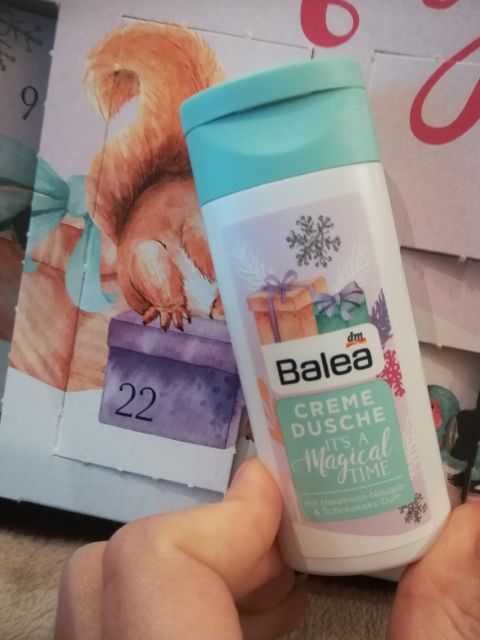 9
22
dm
Balea
CREME
DUSCHE
IT'S A
Magical
TIME
mit Haselnuss-Nougat-
& Schokokeks-Duft